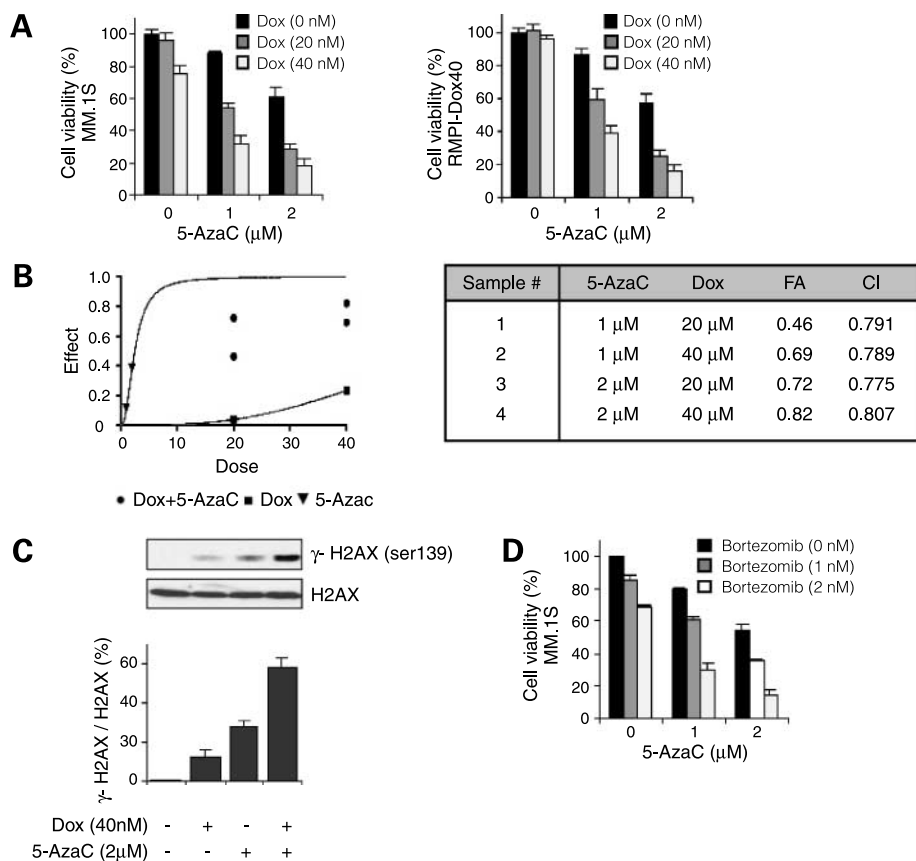 A
Cell viability (%)
MM.1S
100
80
60
40
20
0
Dox (0 nM)
Dox (20 nM)
Dox (40 nM)
0 1 2
5-AzaC (μM)
Cell viability (%)
RMPI-Dox40
100
80
60
40
20
0
Dox (0 nM)
Dox (20 nM)
Dox (40 nM)
0 1 2
5-AzaC (μM)
B
Effect
1.0
0.8
0.6
0.4
0.2
0
0 10 20 30 40
Dose
Dox+5-AzaC Dox 5-Azac
Sample # 5-AzaC Dox FA CI
1 1 μM 20 μM 0.46 0.791
2 1 μM 40 μM 0.69 0.789
3 2 μM 20 μM 0.72 0.775
4 2 μM 40 μM 0.82 0.807
C
γ- H2AX (ser139)
H2AX
γ- H2AX / H2AX (%)
60
40
30
0
Dox (40nM) - + - +
5-AzaC (2μM) - - + +
D
Cell viability (%)
MM.1S
100
80
60
40
20
0
Bortezomib (0 nM)
Bortezomib (1 nM)
Bortezomib (2 nM)
0 1 2
5-AzaC (μM)